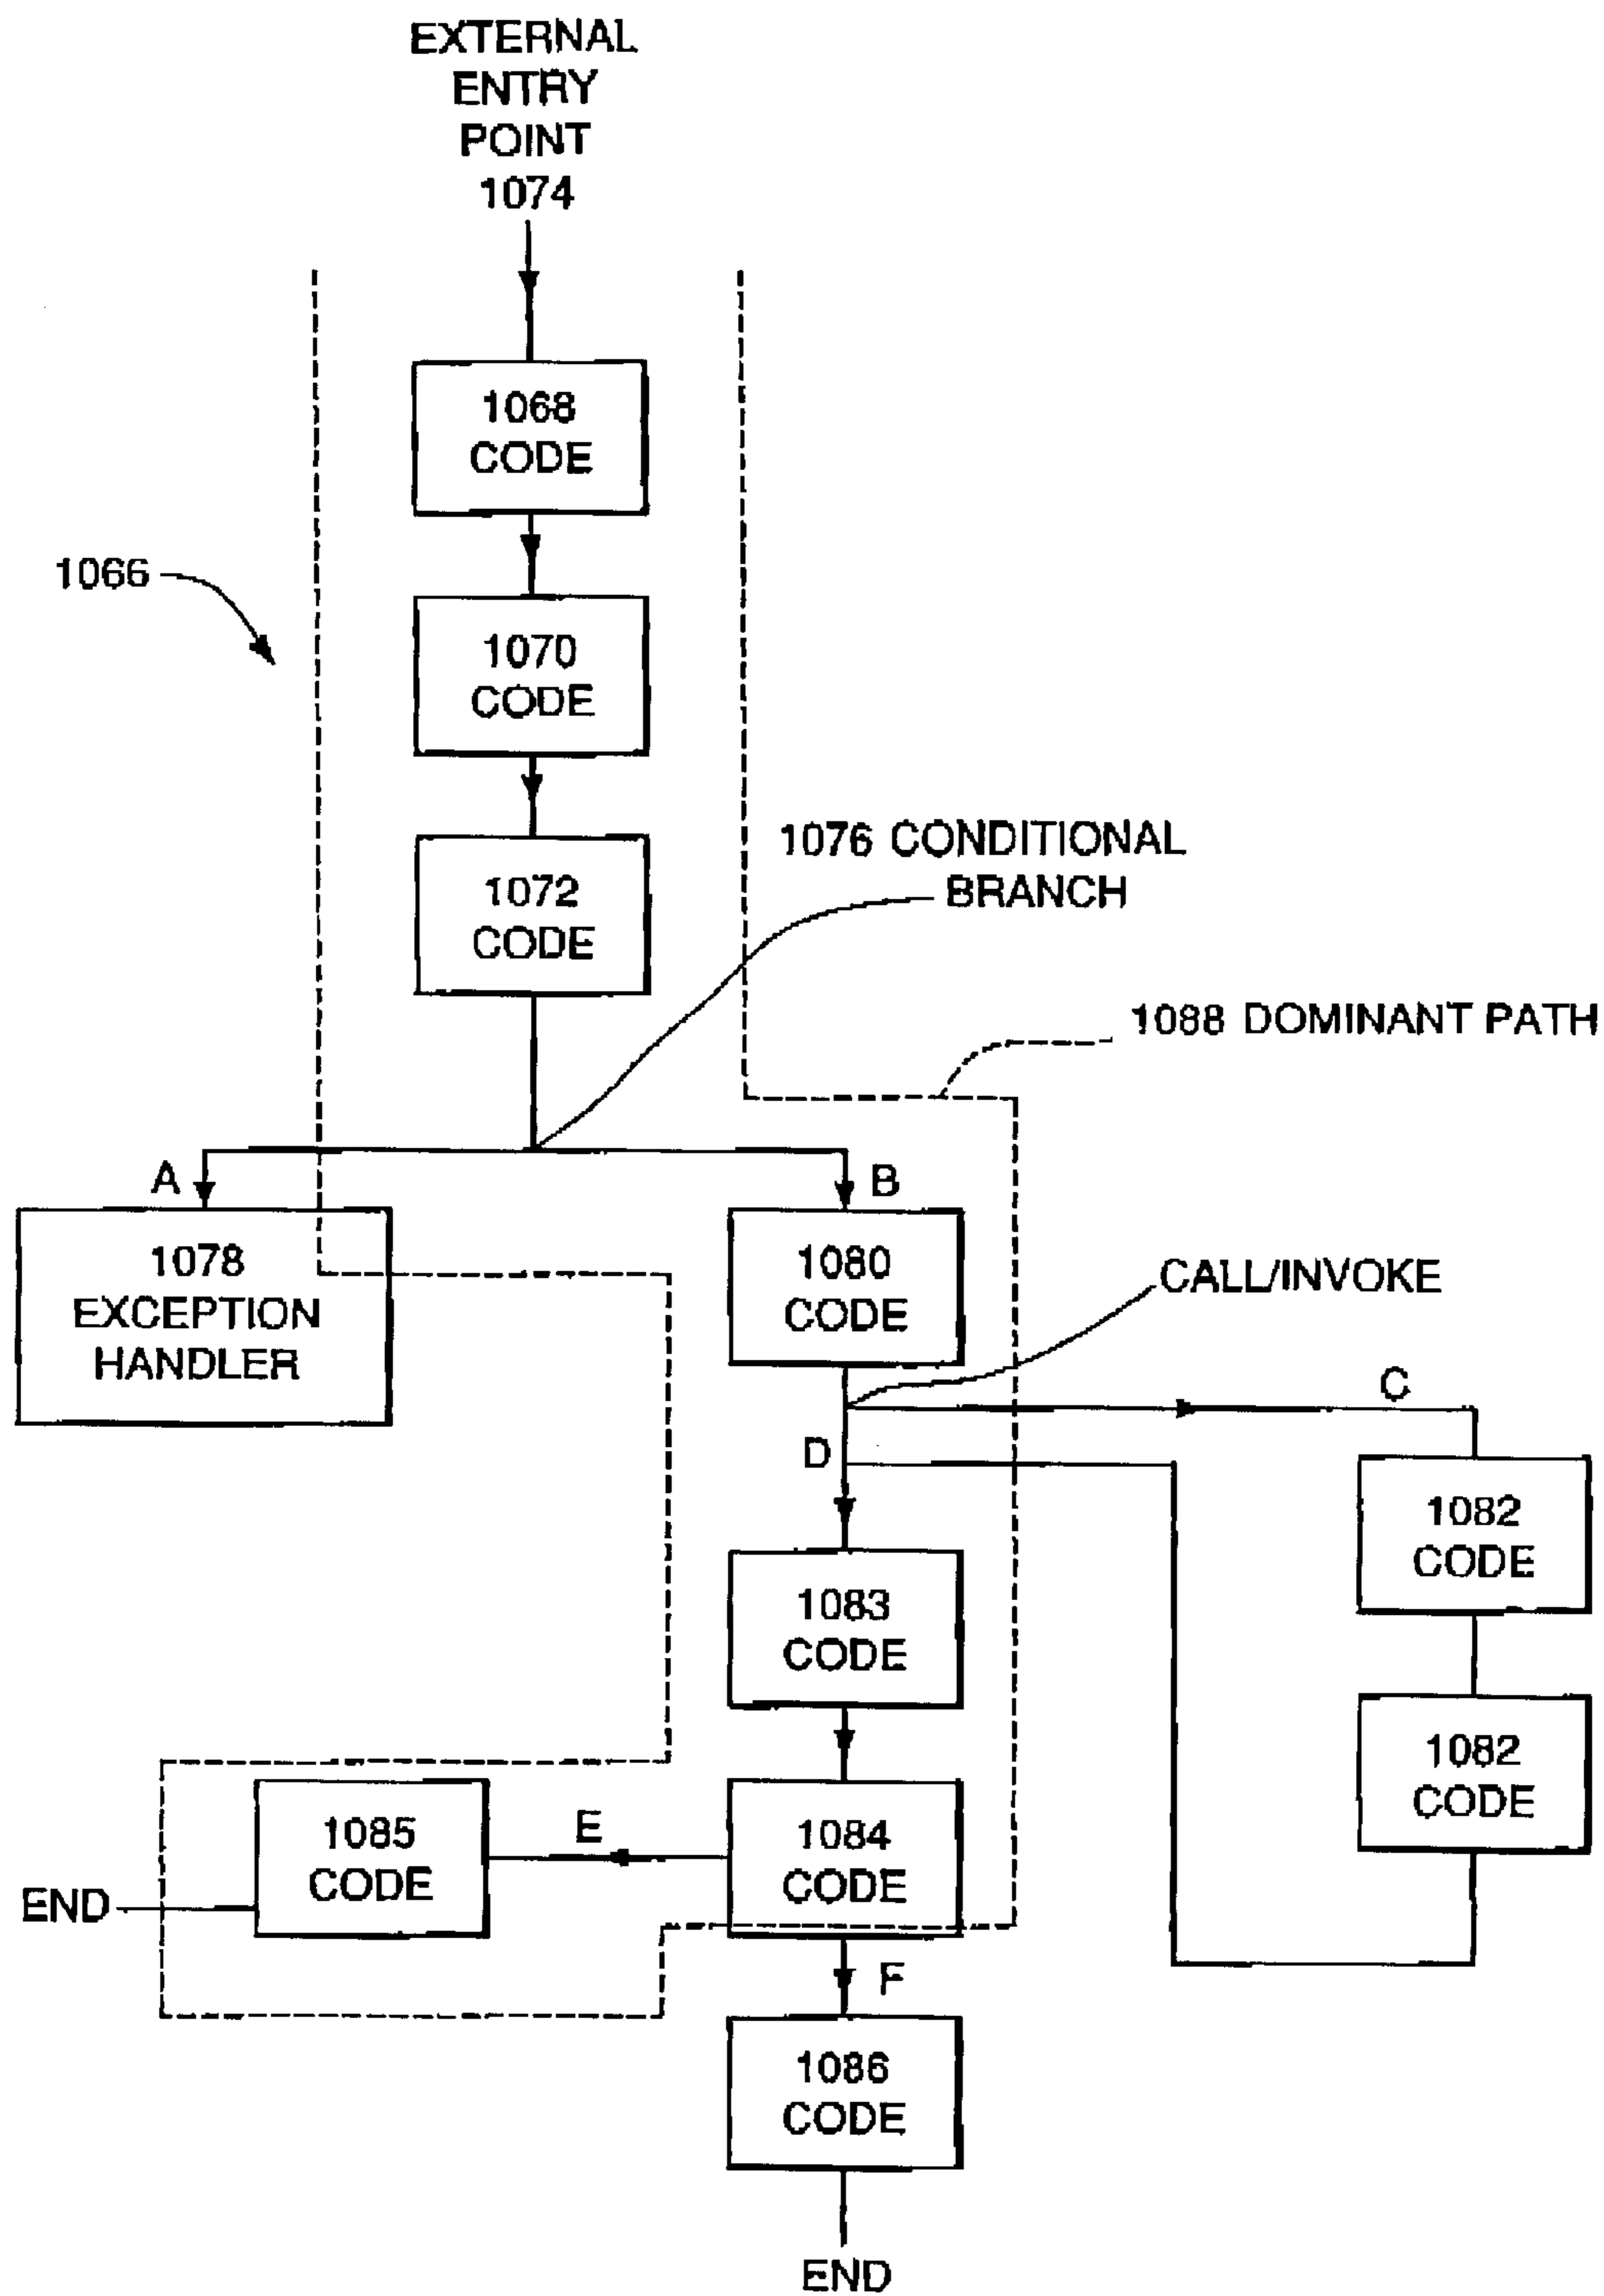 EXTERNAL
ENTRY
POINT
1074
1068
CODE
1066
1070
CODE
1076 CONDITIONAL
BRANCH
1072
CODE
1088 DOMINANT PATH
A
B
1078
EXCEPTION
HANDLER
1080
CODE
CALL/INVOKE
C
D
1082
CODE
1083
CODE
1082
CODE
1085
CODE
E
1084
CODE
END
F
1086
CODE
END